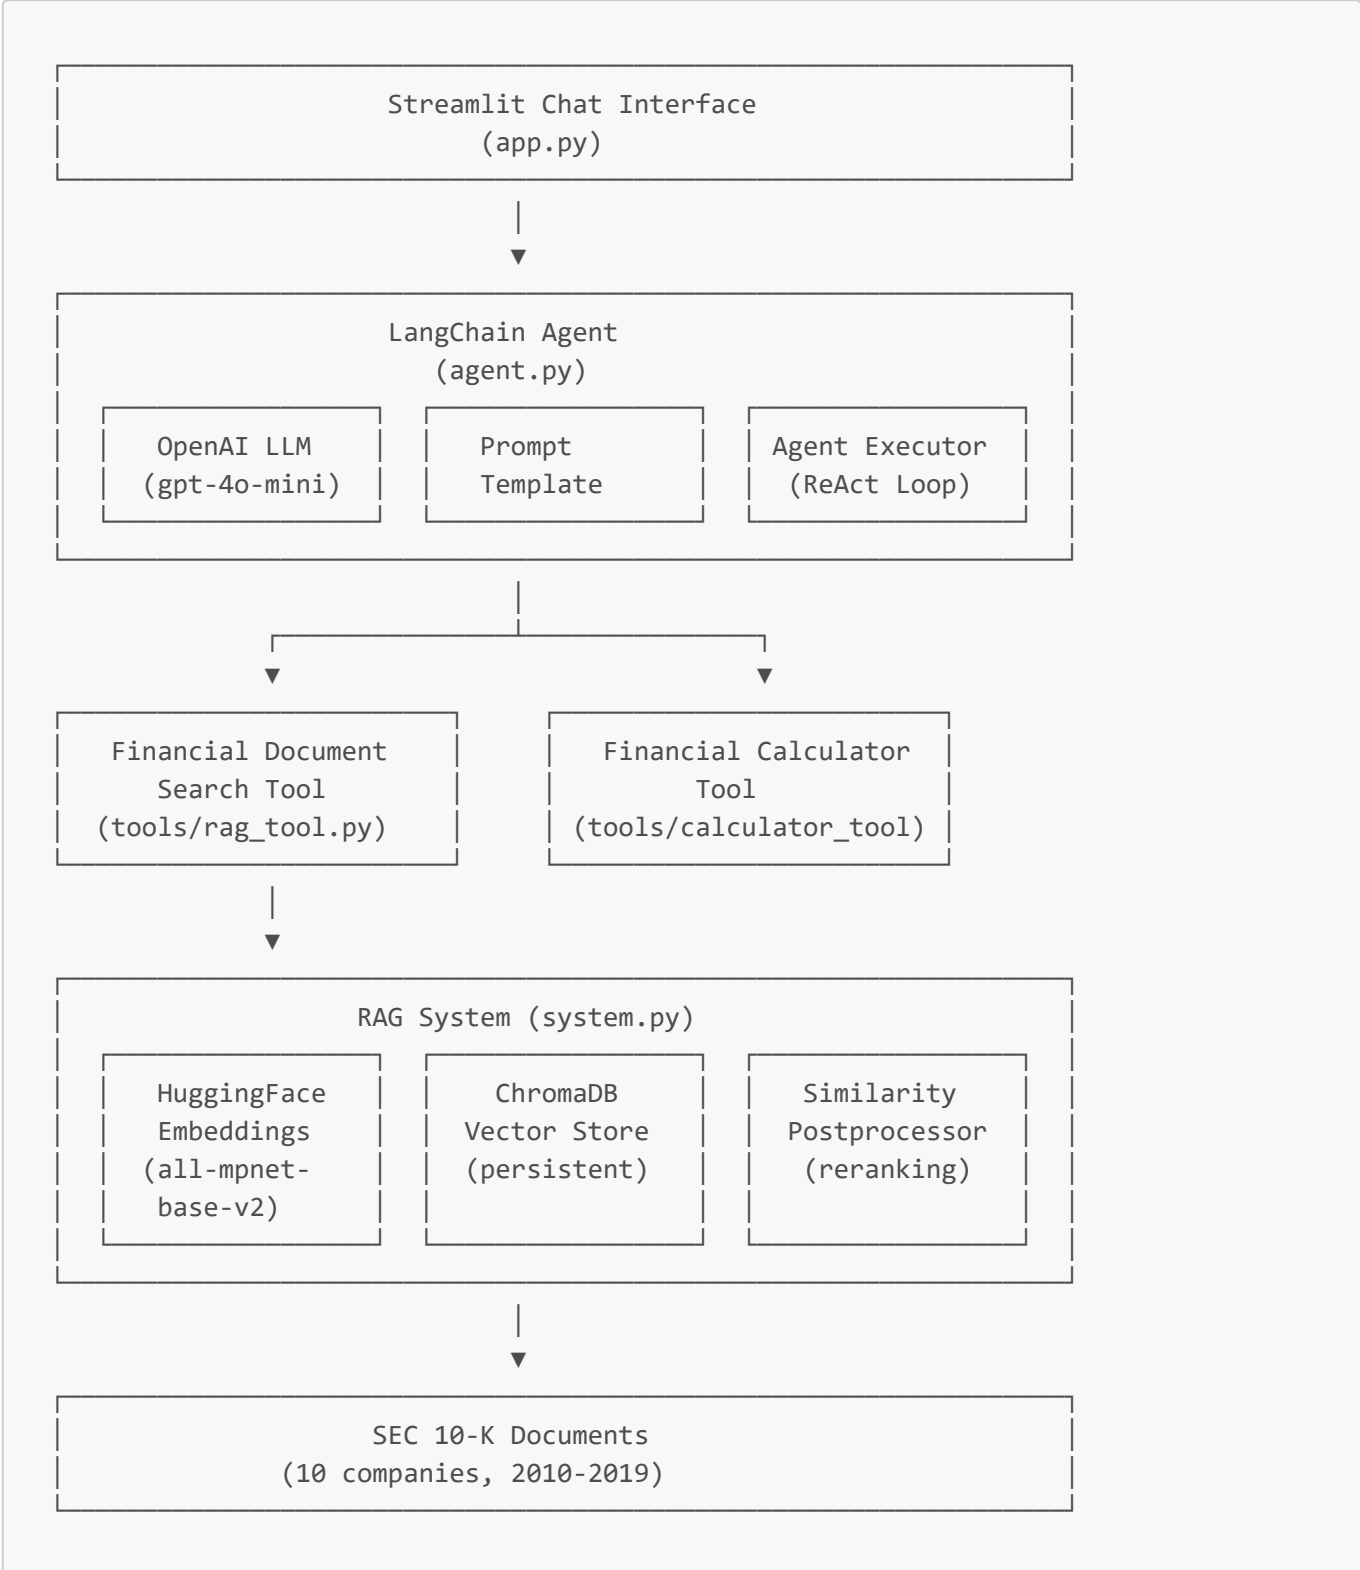 Streamlit Chat Interface
(app.py)
LangChain Agent
(agent.py)
OpenAI LLM
(gpt-4o-mini)
Prompt
Template
Agent Executor
(ReAct Loop)
Financial Document
Search Tool
(tools/rag_tool.py)
Financial Calculator
Tool
(tools/calculator_tool)
RAG System (system.py)
HuggingFace
Embeddings
(all-mpnet-
base-v2)
ChromaDB
Vector Store
(persistent)
Similarity
Postprocessor
(reranking)
SEC 10-K Documents
(10 companies, 2010-2019)